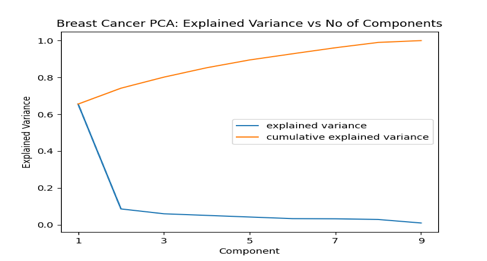 Breast Cancer PCA: Explained Variance vs No of Components
1.0
0.8
0.6
0.4
0.2
0.0
Explained Variance
explained variance
cumulative explained variance
1 3 5 7 9
Component